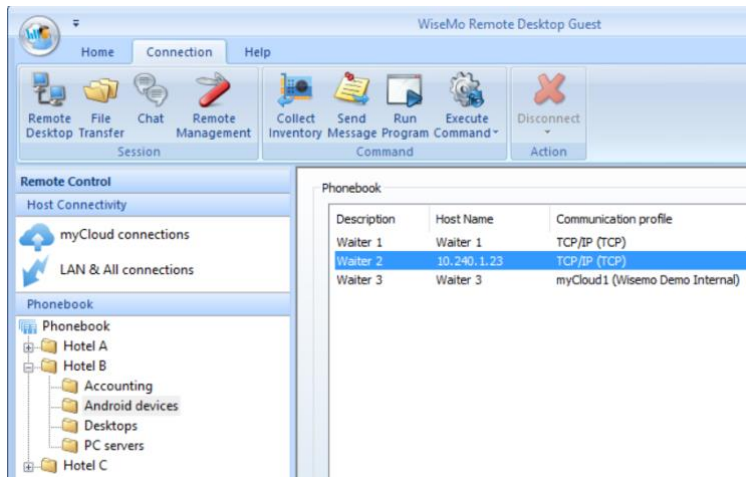 WiseMo Remote Desktop Guest
Home Connection Help
Remote Desktop
File Transfer
Chat
Remote Management
Collect Inventory
Send Message
Run Program
Execute Command
Disconnect
Session
Command
Action
Remote Control
Host Connectivity
myCloud connections
LAN & All connections
Phonebook
Phonebook
Hotel A
Hotel B
Accounting
Android devices
Desktops
PC servers
Hotel C
Phonebook
Description Host Name Communication profile
Waiter 1 Waiter 1 TCP/IP (TCP)
Waiter 2 10.240.1.23 TCP/IP (TCP)
Waiter 3 Waiter 3 myCloud1 (Wisemo Demo Internal)